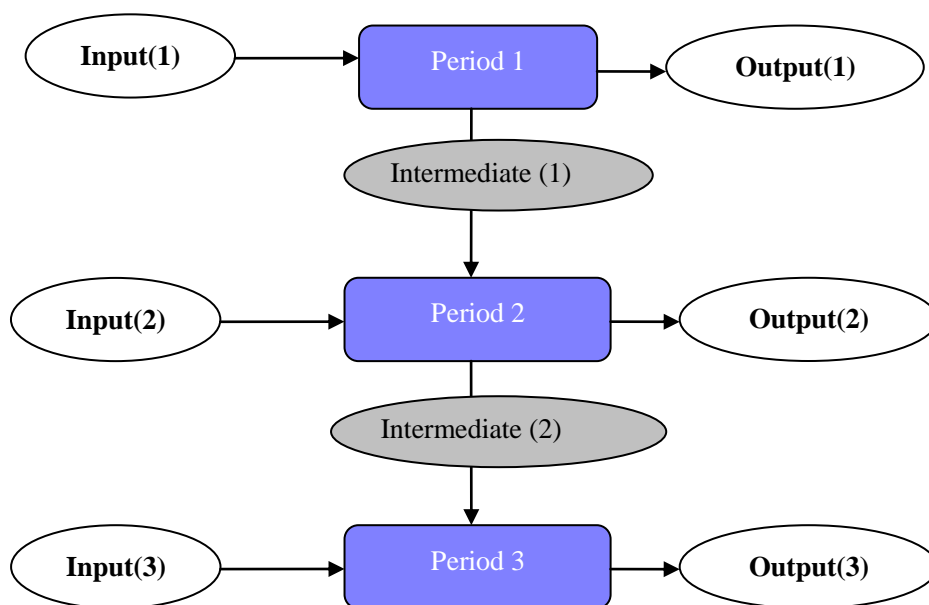 Input(1)
Period 1
Output(1)
Intermediate (1)
Input(2)
Period 2
Output(2)
Intermediate (2)
Input(3)
Period 3
Output(3)